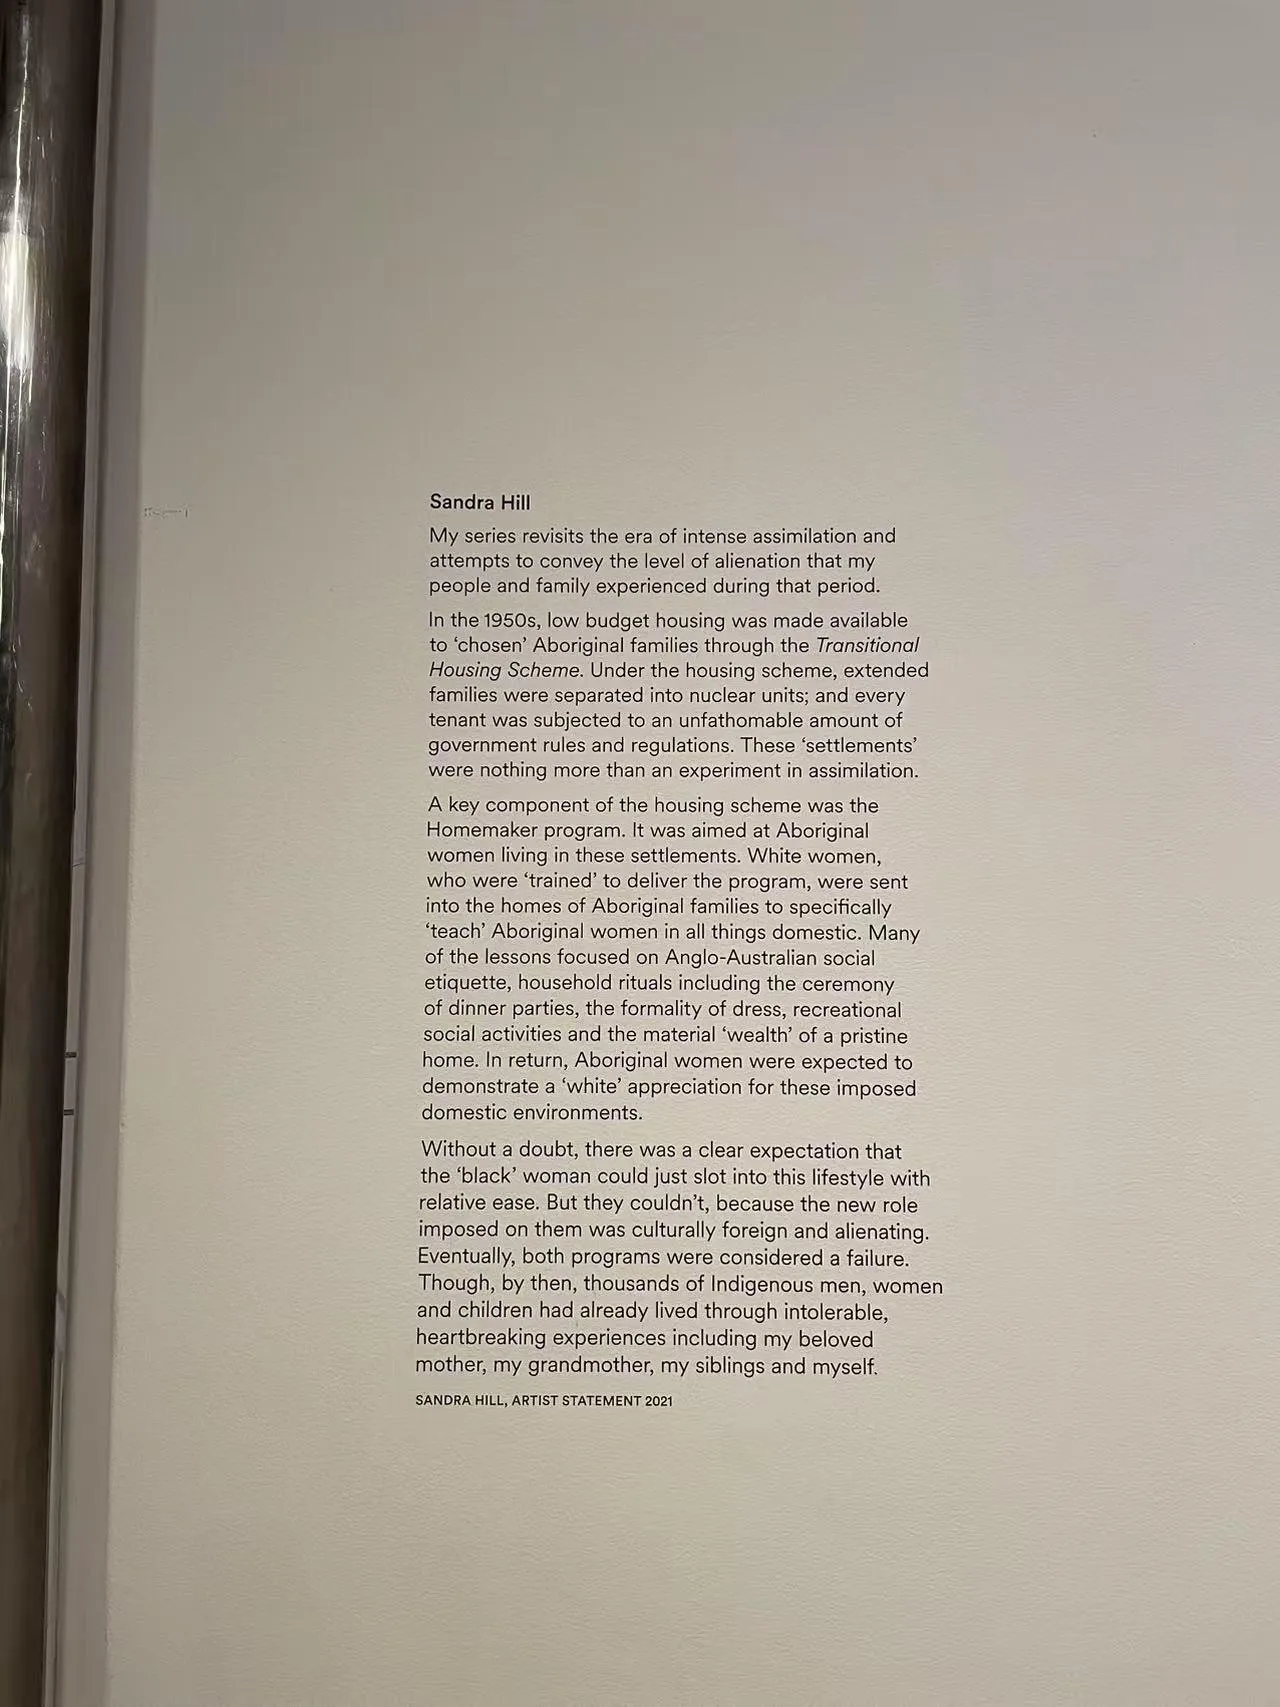 Sandra Hill
My series revisits the era of intense assimilation and
attempts to convey the level of alienation that my
people and family experienced during that period.
In the 1950s, low budget housing was made available
to ‘chosen’ Aboriginal families through the Transitional
Housing Scheme. Under the housing scheme, extended
families were separated into nuclear units; and every
tenant was subjected to an unfathomable amount of
government rules and regulations. These ‘settlements’
were nothing more than an experiment in assimilation.
A key component of the housing scheme was the
Homemaker program. It was aimed at Aboriginal
women living in these settlements. White women,
who were ‘trained’ to deliver the program, were sent
into the homes of Aboriginal families to specifically
‘teach’ Aboriginal women in all things domestic. Many
of the lessons focused on Anglo-Australian social
etiquette, household rituals including the ceremony
of dinner parties, the formality of dress, recreational
social activities and the material ‘wealth’ of a pristine
home. In return, Aboriginal women were expected to
demonstrate a ‘white’ appreciation for these imposed
domestic environments.
Without a doubt, there was a clear expectation that
the ‘black’ woman could just slot into this lifestyle with
relative ease. But they couldn’t, because the new role
imposed on them was culturally foreign and alienating.
Eventually, both programs were considered a failure.
Though, by then, thousands of Indigenous men, women
and children had already lived through intolerable,
heartbreaking experiences including my beloved
mother, my grandmother, my siblings and myself.
SANDRA HILL, ARTIST STATEMENT 2021